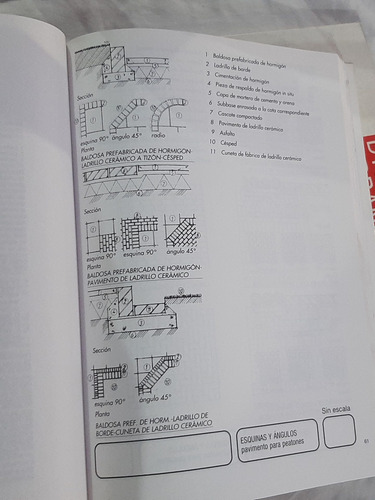 1 Baldosa prefabricada de hormigón
2 Ladrillo de borde
3 Cimentación de hormigón
4 Pieza de respaldo de hormigón in situ
5 Capa de mortero de cemento y arena
6 Subbase enrasada a la cota correspondiente
7 Cascote compactado
8 Pavimento de ladrillo cerámico
9 Asfalto
10 Césped
11 Cuneta de fábrica de ladrillo cerámico
Sección
esquina 90° ángulo 45° radio
Planta
BALDOSA PREFABRICADA DE HORMIGÓN-
LADRILLO CERÁMICO A TIZÓN-CÉSPED
Sección
esquina 90° esquina 90° ángulo 45°
Planta
BALDOSA PREFABRICADA DE HORMIGÓN-
PAVIMENTO DE LADRILLO CERÁMICO
Sección
esquina 90° ángulo 45°
Planta
BALDOSA PREF. DE HORM.-LADRILLO DE
BORDE-CUNETA DE LADRILLO CERÁMICO
ESQUINAS Y ÁNGULOS
pavimento para peatones
Sin escala